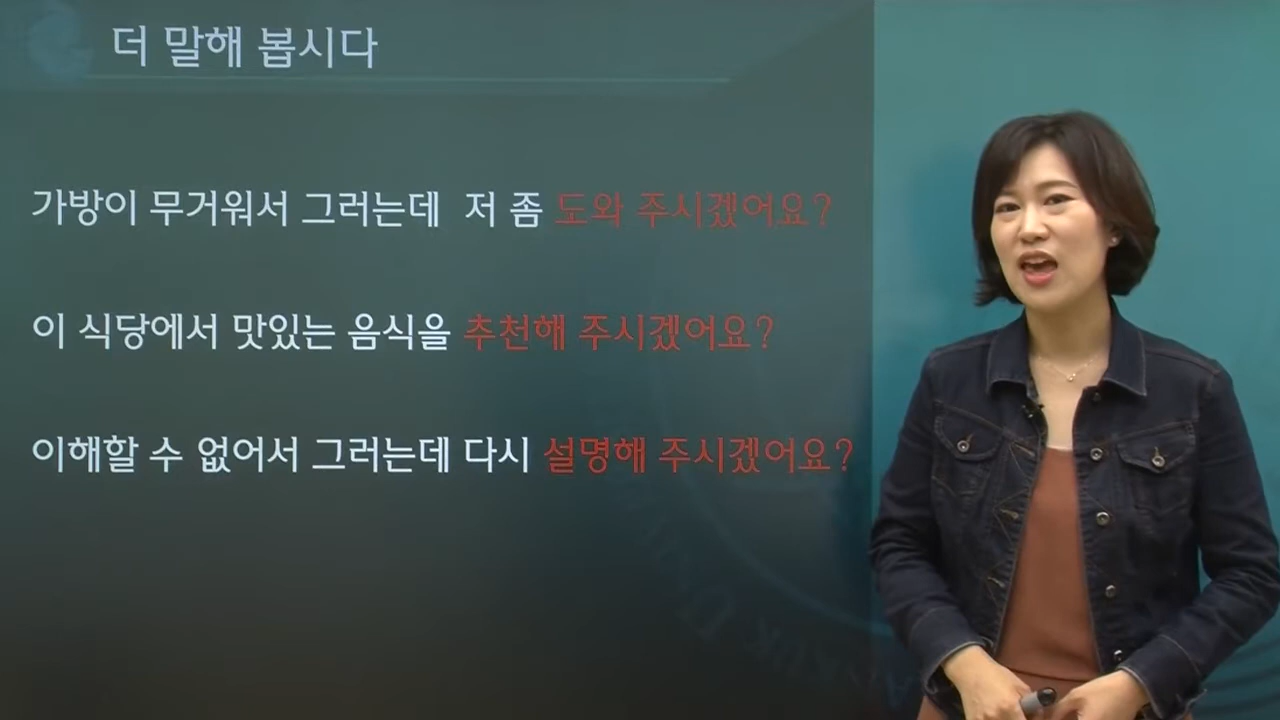 더 말해 봅시다
가방이 무거워서 그러는데 저 좀 도와 주시겠어요?
이 식당에서 맛있는 음식을 추천해 주시겠어요?
이해할 수 없어서 그러는데 다시 설명해 주시겠어요?